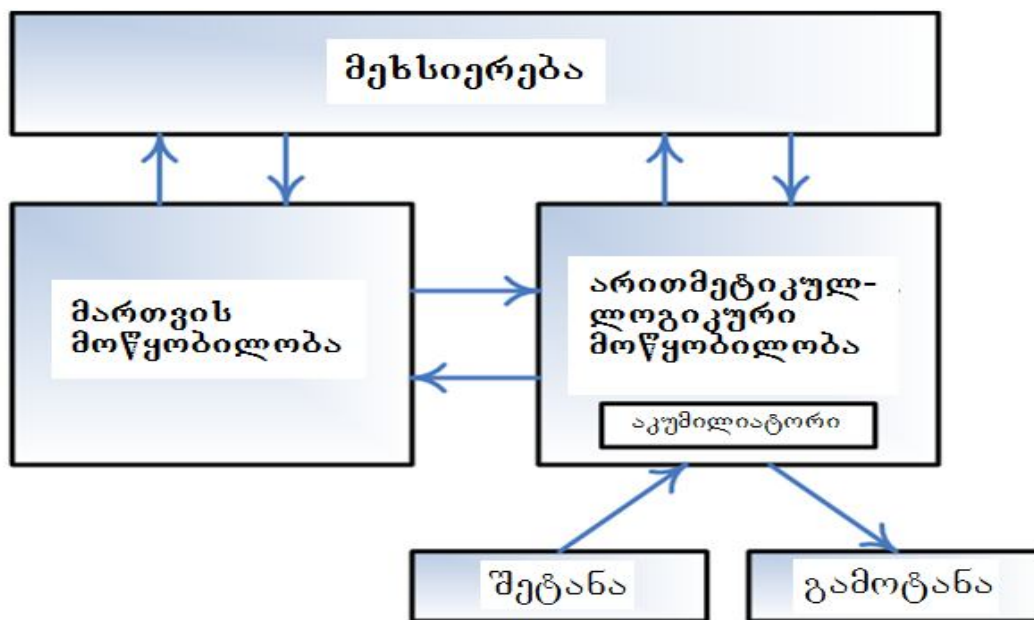 მეხსიერება
მართვის
მოწყობილობა
არითმეტიკულ-
ლოგიკური
მოწყობილობა
აკუმილიატორი
შეტანა
გამოტანა